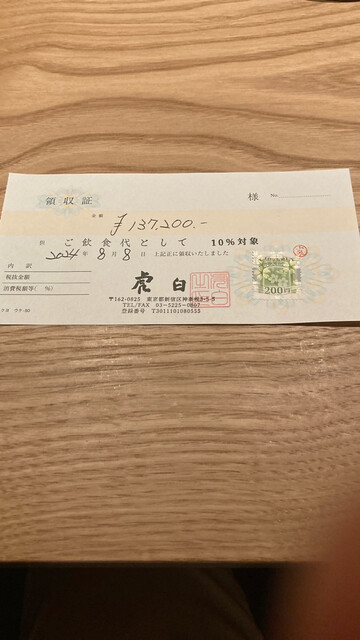 領収証
様 No.
金額 ¥137,200.-
但 ご飲食代として 10%対象
2024年8月8日 上記正に領収いたしました
内訳
税抜金額
消費税額等( %)
虎白
〒162-0825 東京都新宿区神楽坂3-5-5
TEL/FAX 03-5225-0807
登録番号 T3011101080555
200円